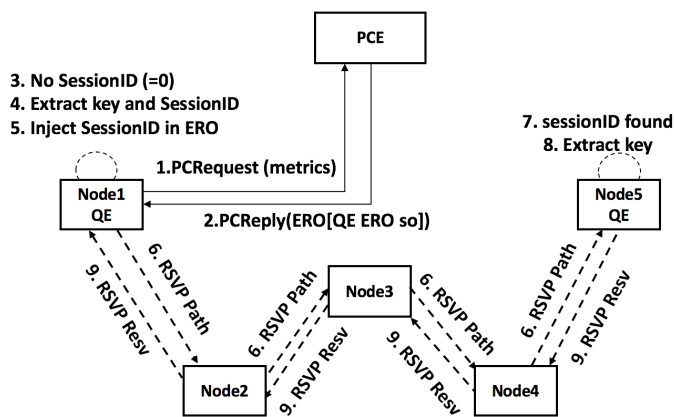 PCE
3. No SessionID (=0)
4. Extract key and SessionID
5. Inject SessionID in ERO
7. sessionID found
8. Extract key
1.PCRequest (metrics)
Node1
QE
Node5
QE
2.PCReply(ERO[QE ERO so])
6. RSVP Path
9. RSVP Resv
6. RSVP Path
9. RSVP Resv
Node3
6. RSVP Path
9. RSVP Resv
6. RSVP Path
9. RSVP Resv
Node2
Node4